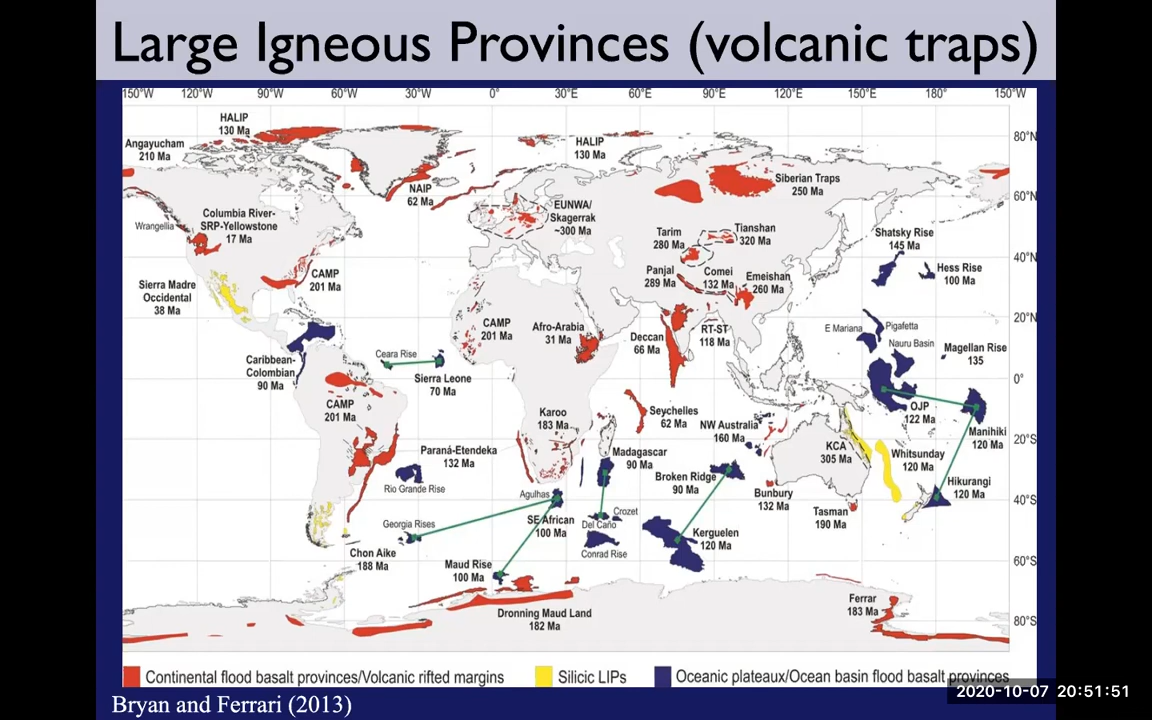 Large Igneous Provinces (volcanic traps)
150°W 120°W 90°W 60°W 30°W 0° 30°E 60°E 90°E 120°E 150°E 180° 150°W
HALIP
130 Ma
Angayucham
210 Ma
HALIP
130 Ma
80°N
NAIP
62 Ma
Siberian Traps
250 Ma
60°N
Wrangellia
Columbia River-
SRP-Yellowstone
17 Ma
EUNWA/
Skagerrak
~300 Ma
Tarim
280 Ma
Tianshan
320 Ma
Shatsky Rise
145 Ma
40°N
Sierra Madre
Occidental
38 Ma
CAMP
201 Ma
Panjal
289 Ma
Comei
132 Ma
Emeishan
260 Ma
Hess Rise
100 Ma
20°N
CAMP
201 Ma
Afro-Arabia
31 Ma
Deccan
66 Ma
RT-ST
118 Ma
E Mariana
Pigafetta
Nauru Basin
Magellan Rise
135
Caribbean-
Colombian
90 Ma
Ceara Rise
Sierra Leone
70 Ma
0°
CAMP
201 Ma
Karoo
183 Ma
Seychelles
62 Ma
NW Australia
160 Ma
OJP
122 Ma
Manihiki
120 Ma
20°S
Paraná-Etendeka
132 Ma
Rio Grande Rise
Madagascar
90 Ma
Broken Ridge
90 Ma
KCA
305 Ma
Whitsunday
120 Ma
Hikurangi
120 Ma
40°S
Agulhas
Bunbury
132 Ma
Tasman
190 Ma
Georgia Rises
SE African
100 Ma
Crozet
Del Caño
Conrad Rise
Kerguelen
120 Ma
Chon Aike
188 Ma
Maud Rise
100 Ma
60°S
Dronning Maud Land
182 Ma
Ferrar
183 Ma
80°S
Continental flood basalt provinces/Volcanic rifted margins
Silicic LIPs
Oceanic plateaux/Ocean basin flood basalt provinces
2020-10-07 20:51:51
Bryan and Ferrari (2013)